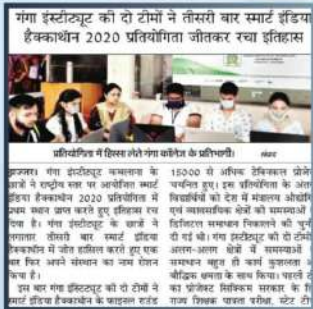 गंगा इंस्टीट्यूट की दो टीमों ने तीसरी बार स्मार्ट इंडिया
हैक्काथॉन 2020 प्रतियोगिता जीतकर रचा इतिहास
प्रतियोगिता में हिस्सा लेते गंगा कॉलेज के प्रतिभागी।
झज्जर। गंगा इंस्टीट्यूट कबलाना के
छात्रों ने राष्ट्रीय स्तर पर आयोजित स्मार्ट
इंडिया हैक्काथॉन 2020 प्रतियोगिता में
प्रथम स्थान प्राप्त करते हुए इतिहास रच
दिया है। गंगा इंस्टीट्यूट के छात्रों ने
लगातार तीसरी बार स्मार्ट इंडिया
हैक्काथॉन में जीत हासिल करते हुए एक
बार फिर अपने संस्थान का नाम रोशन
किया है।
इस बार गंगा इंस्टिट्यूट की दो टीमों ने
स्मार्ट इंडिया हैक्काथॉन के फाइनल राउंड
15000 से अधिक टेक्निकल प्रोजे
चयनित हुए। इस प्रतियोगिता के अंत
विद्यार्थियों को देश में मंत्रालय औद्योगि
एवं व्यावसायिक क्षेत्रों की समस्याओं
डिजिटल समाधान निकालने की चुनौ
दी गई थी। गंगा इंस्टीट्यूट की दो टीमों
अलग-अलग क्षेत्रों में समस्याओं
समाधान बहुत ही कार्य कुशलता
बौद्धिक क्षमता के साथ किया। पहली टी
का प्रोजेक्ट सिक्किम सरकार के लि
राज्य शिक्षक पात्रता परीक्षा, स्टेट टी